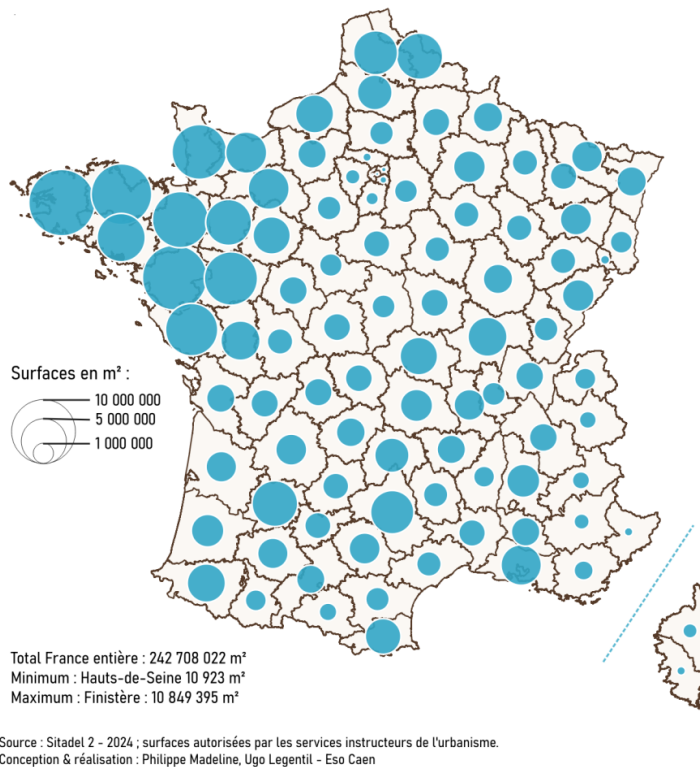 Surfaces en m² :
10 000 000
5 000 000
1 000 000
Total France entière : 242 708 022 m²
Minimum : Hauts-de-Seine 10 923 m²
Maximum : Finistère : 10 849 395 m²
Source : Sitadel 2 - 2024 ; surfaces autorisées par les services instructeurs de l'urbanisme.
Conception & réalisation : Philippe Madeline, Ugo Legentil - Eso Caen